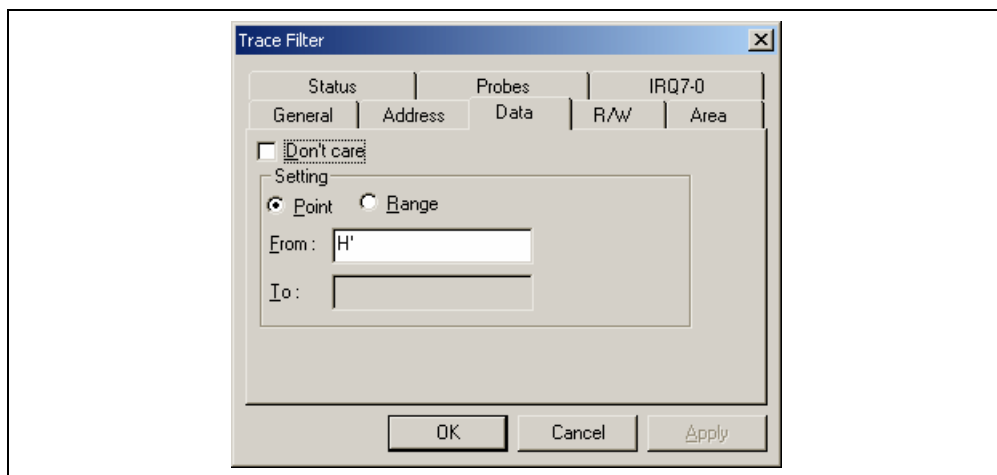 Trace Filter
Status Probes IRQ7-0
General Address Data R/W Area
Don't care
Setting
Point Range
From : H'
To :
OK Cancel Apply